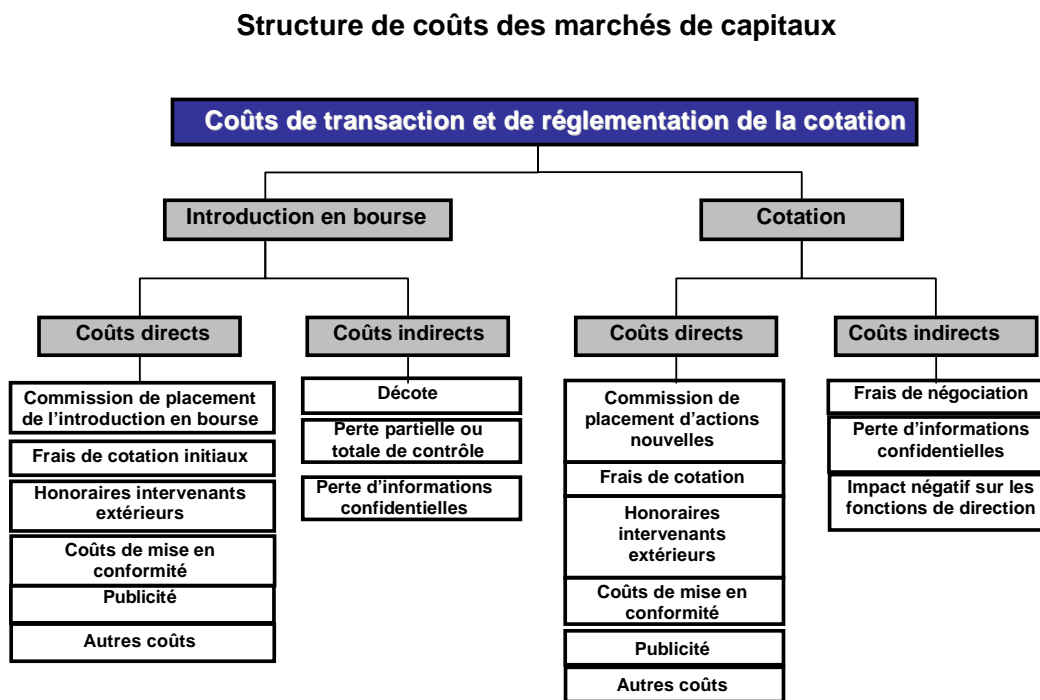 Structure de coûts des marchés de capitaux
Coûts de transaction et de réglementation de la cotation
Introduction en bourse
Cotation
Coûts directs
Coûts indirects
Coûts directs
Coûts indirects
Commission de placement
de l'introduction en bourse
Frais de cotation initiaux
Honoraires intervenants
extérieurs
Coûts de mise en
conformité
Publicité
Autres coûts
Décote
Perte partielle ou
totale de contrôle
Perte d'informations
confidentielles
Commission de
placement d'actions
nouvelles
Frais de cotation
Honoraires
intervenants
extérieurs
Coûts de mise en
conformité
Publicité
Autres coûts
Frais de négociation
Perte d'informations
confidentielles
Impact négatif sur les
fonctions de direction